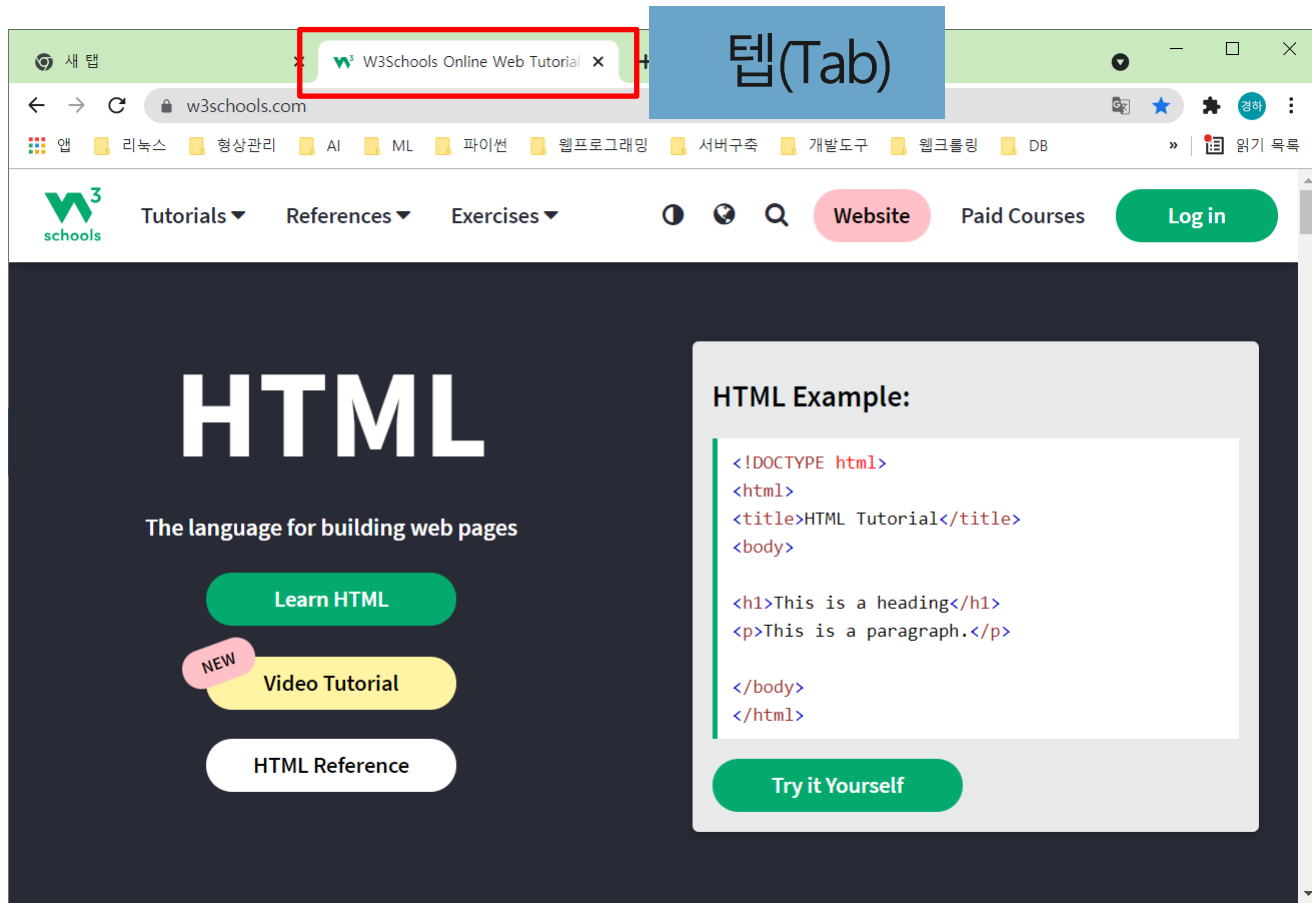 텝(Tab)
새 탭
W3Schools Online Web Tutorial
w3schools.com
경하
앱 리눅스 형상관리 AI ML 파이썬 웹프로그래밍 서버구축 개발도구 웹크롤링 DB » 읽기 목록
W3 schools
Tutorials References Exercises Website Paid Courses Log in
HTML
The language for building web pages
Learn HTML
NEW
Video Tutorial
HTML Reference
HTML Example:
<!DOCTYPE html>
<html>
<title>HTML Tutorial</title>
<body>
<h1>This is a heading</h1>
<p>This is a paragraph.</p>
</body>
</html>
Try it Yourself